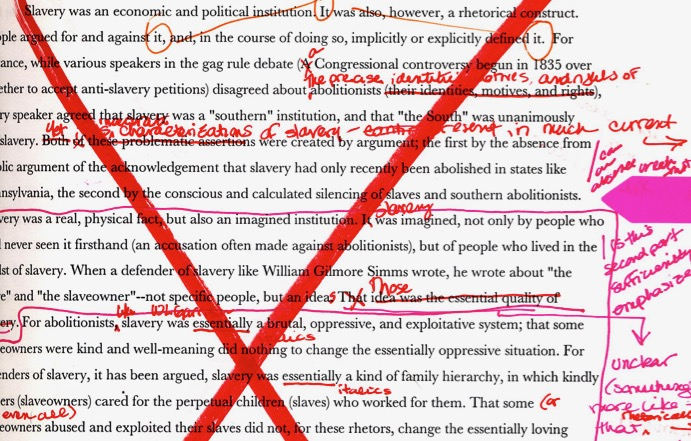 Slavery was an economic and political institution. It was also, however, a rhetorical construct.
ple argued for and against it, and, in the course of doing so, implicitly or explicitly defined it. For
ance, while various speakers in the gag rule debate (A Congressional controversy begun in 1835 over
a
the precise identities, motives, and rights of
ether to accept anti-slavery petitions) disagreed about abolitionists (their identities, motives, and rights),
ry speaker agreed that slavery was a "southern" institution, and that "the South" was unanimously
characterizations of slavery present in much current
slavery. Both of these problematic assertions were created by argument; the first by the absence from
blic argument of the acknowledgement that slavery had only recently been abolished in states like
nsylvania, the second by the conscious and calculated silencing of slaves and southern abolitionists.
slavery
very was a real, physical fact, but also an imagined institution. It was imagined, not only by people who
l never seen it firsthand (an accusation often made against abolitionists), but of people who lived in the
lst of slavery. When a defender of slavery like William Gilmore Simms wrote, he wrote about "the
Those
e" and "the slaveowner"--not specific people, but an idea. That idea was the essential quality of
ery. For abolitionists, slavery was essentially a brutal, oppressive, and exploitative system; that some
italics
eowners were kind and well-meaning did nothing to change the essentially oppressive situation. For
enders of slavery, it has been argued, slavery was essentially a kind of family hierarchy, in which kindly
italics
ers (slaveowners) cared for the perpetual children (slaves) who worked for them. That some (or
even all)
eowners abused and exploited their slaves did not, for these rhetors, change the essentially loving
Is this
second part
sufficiently
emphasized
unclear
(something
more like
that.